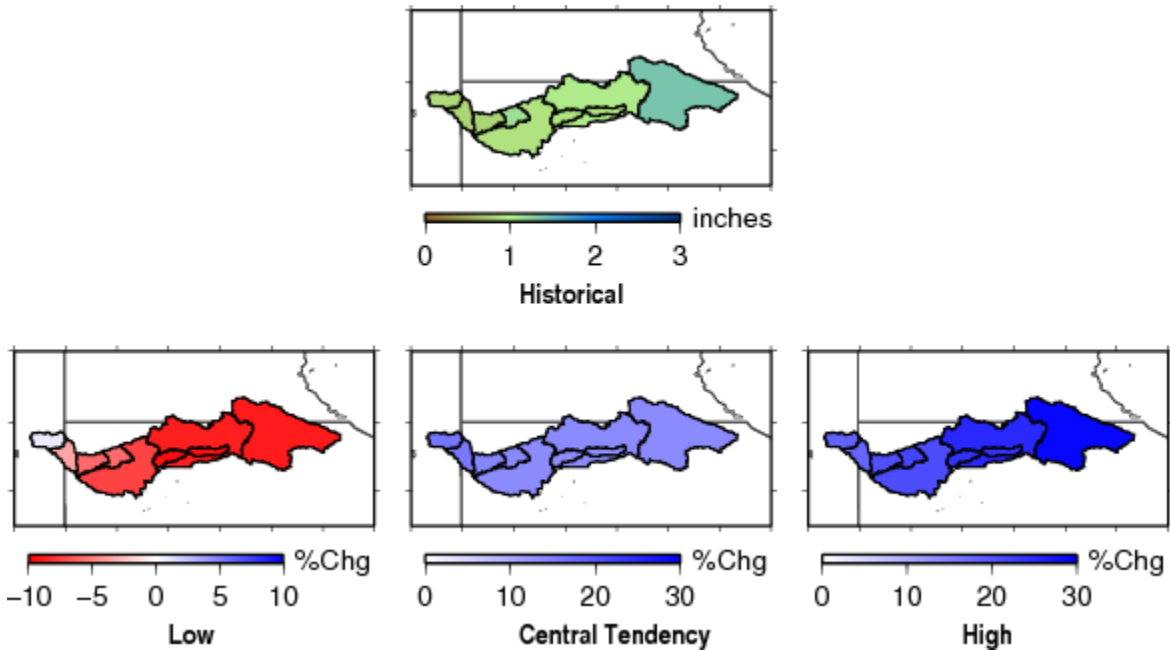 inches
0 1 2 3
Historical
%Chg %Chg %Chg
−10 −5 0 5 10 0 10 20 30 0 10 20 30
Low Central Tendency High